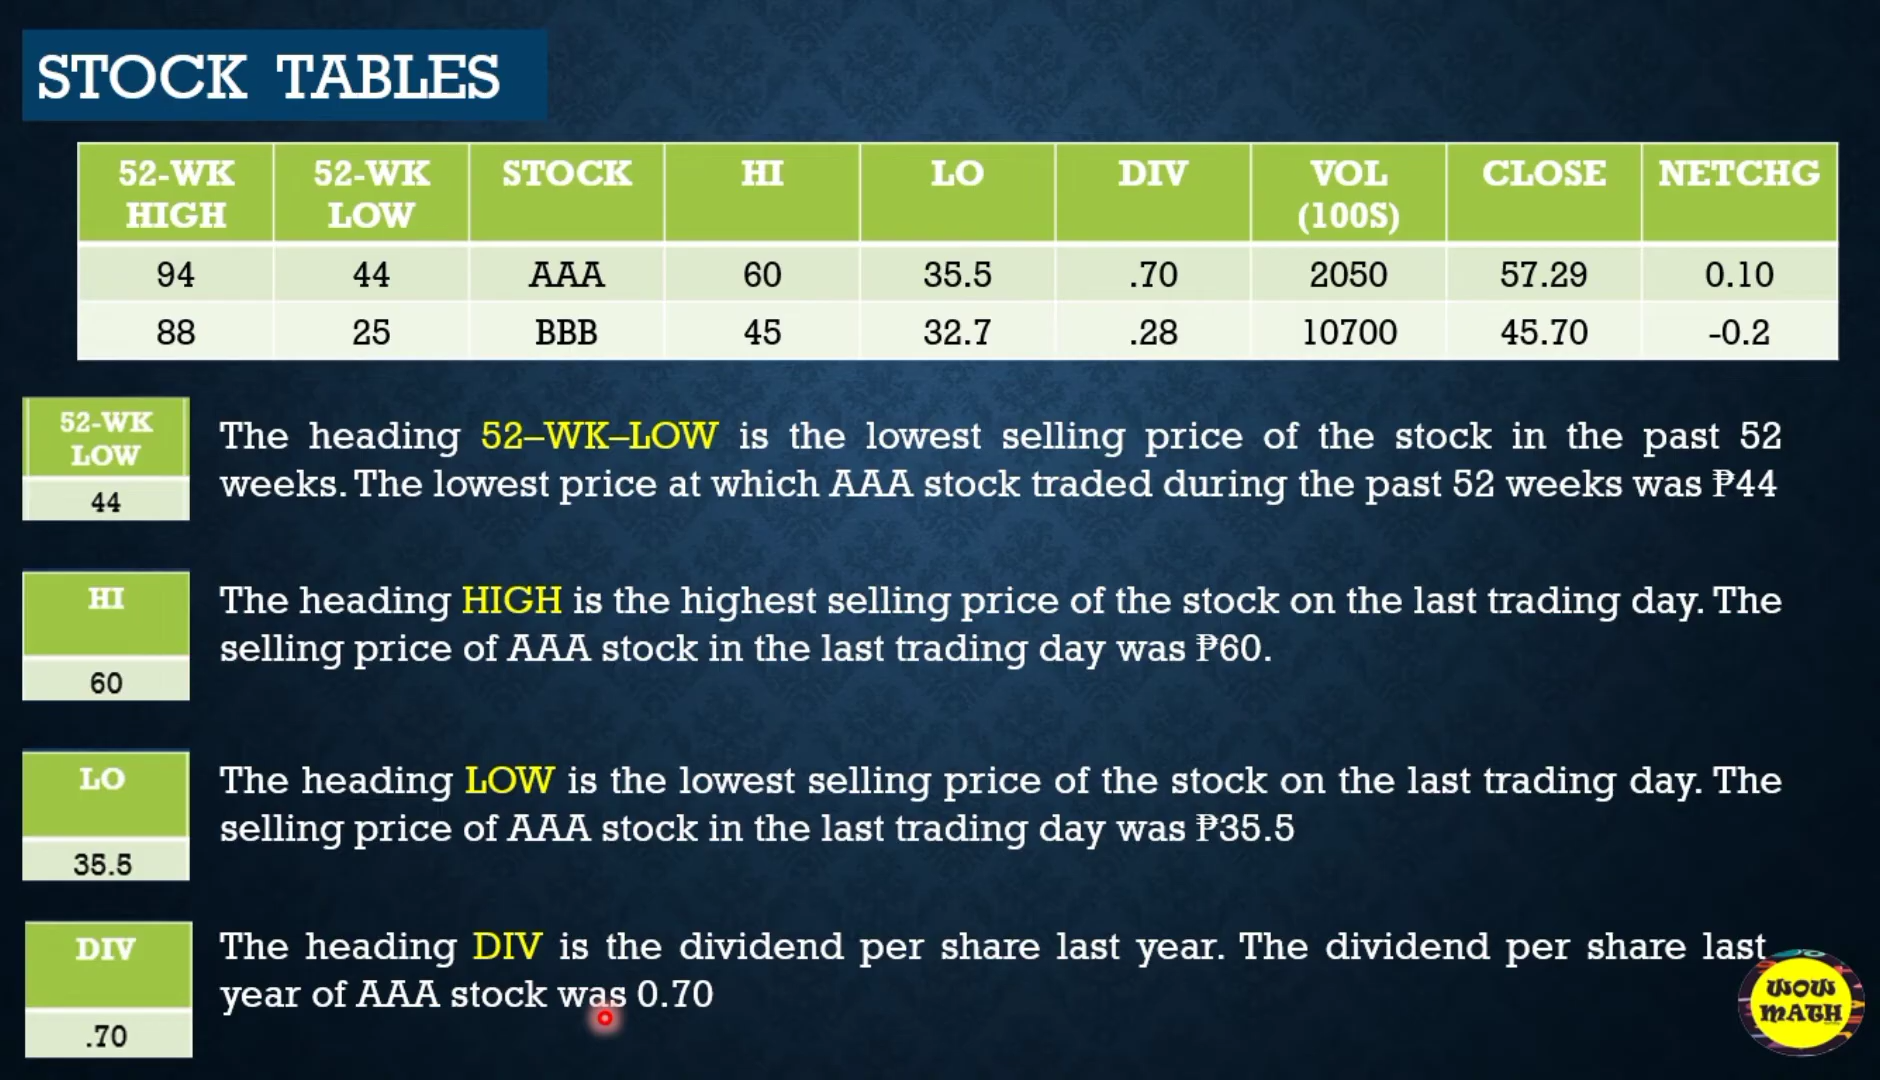 STOCK TABLES
52-WK HIGH 52-WK LOW STOCK HI LO DIV VOL (100S) CLOSE NETCHG
94 44 AAA 60 35.5 .70 2050 57.29 0.10
88 25 BBB 45 32.7 .28 10700 45.70 -0.2
52-WK
LOW
44
The heading 52–WK–LOW is the lowest selling price of the stock in the past 52
weeks. The lowest price at which AAA stock traded during the past 52 weeks was ₱44
HI
60
The heading HIGH is the highest selling price of the stock on the last trading day. The
selling price of AAA stock in the last trading day was ₱60.
LO
35.5
The heading LOW is the lowest selling price of the stock on the last trading day. The
selling price of AAA stock in the last trading day was ₱35.5
DIV
.70
The heading DIV is the dividend per share last year. The dividend per share last
year of AAA stock was 0.70
WOW
MATH